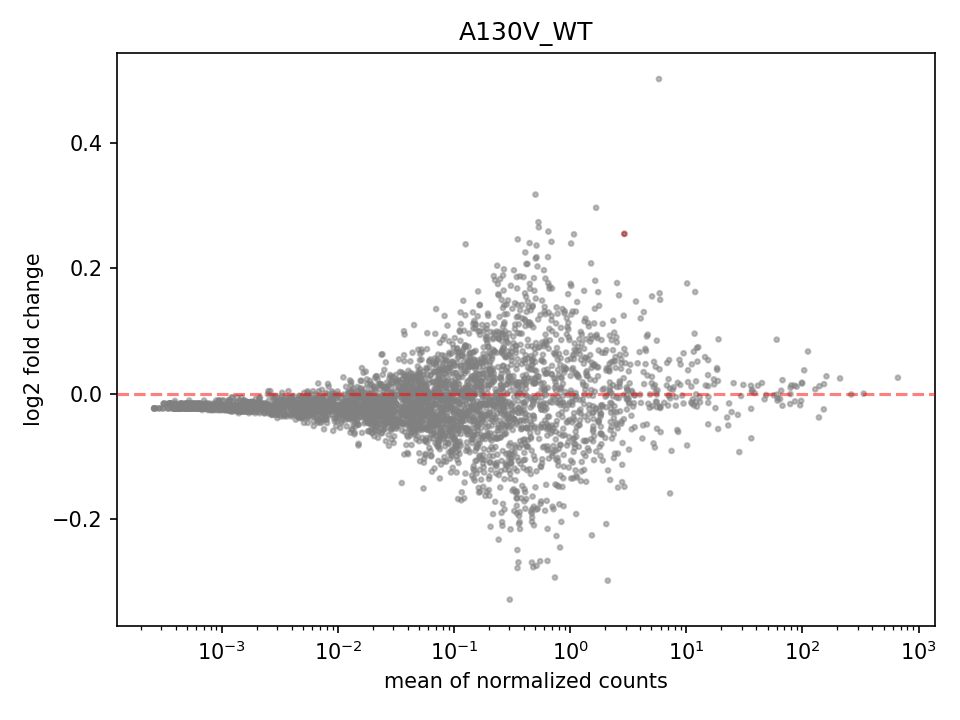 A130V_WT
log2 fold change
0.4
0.2
0.0
−0.2
10⁻³ 10⁻² 10⁻¹ 10⁰ 10¹ 10² 10³
mean of normalized counts